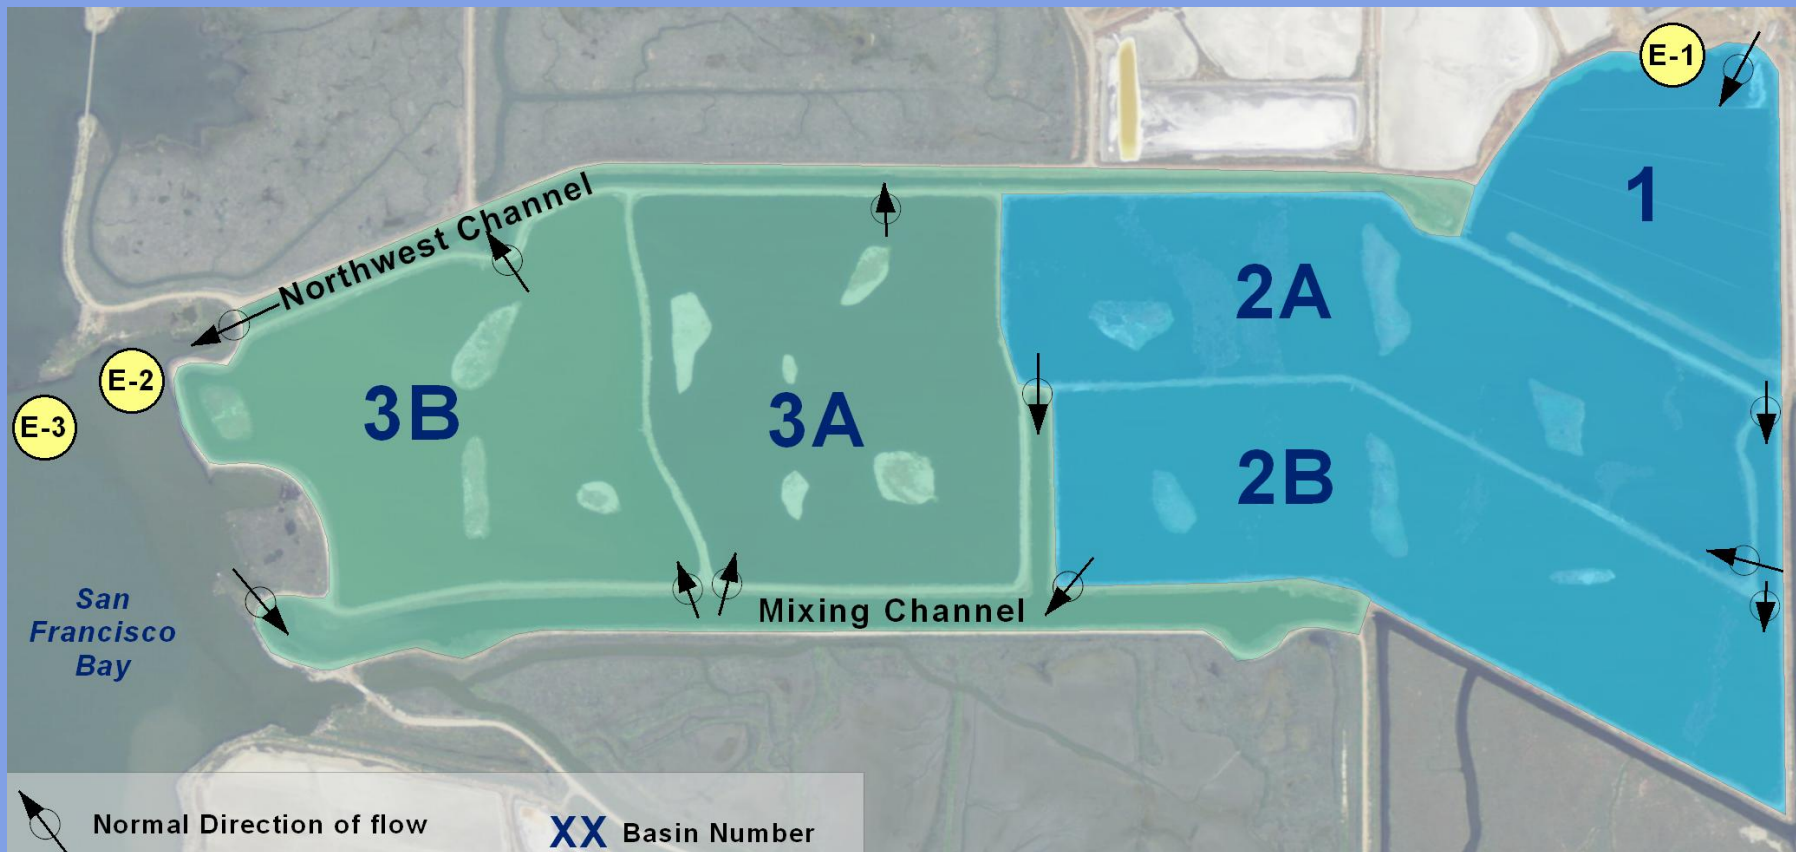 E-1
1
Northwest Channel
2A
E-2
3B
3A
E-3
2B
San
Francisco
Bay
Mixing Channel
Normal Direction of flow
XX Basin Number